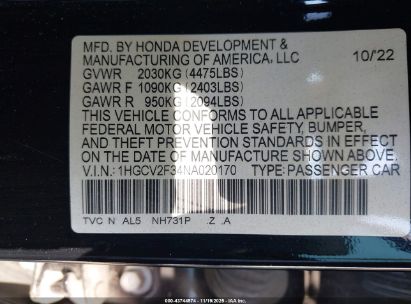 MFD. BY HONDA DEVELOPMENT &
MANUFACTURING OF AMERICA, LLC 10/22
GVWR 2030KG (4475LBS)
GAWR F 1090KG (2403LBS)
GAWR R 950KG (2094LBS)
THIS VEHICLE CONFORMS TO ALL APPLICABLE
FEDERAL MOTOR VEHICLE SAFETY, BUMPER,
AND THEFT PREVENTION STANDARDS IN EFFECT
ON THE DATE OF MANUFACTURE SHOWN ABOVE.
V.I.N.: 1HGCV2F34NA020170 TYPE: PASSENGER CAR
TVC N AL5 NH731P .Z .A